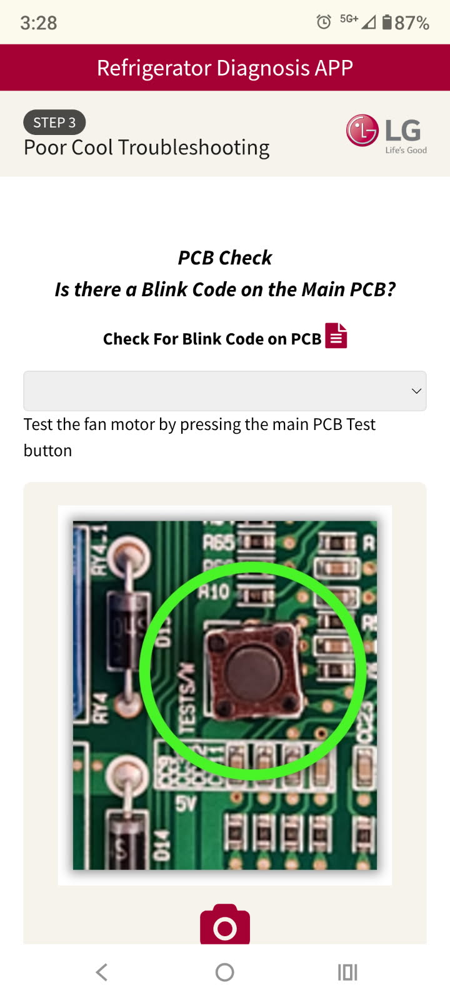 3:28
5G+
87%
Refrigerator Diagnosis APP
STEP 3
Poor Cool Troubleshooting
LG
Life's Good
PCB Check
Is there a Blink Code on the Main PCB?
Check For Blink Code on PCB
Test the fan motor by pressing the main PCB Test
button
RY4_1
R65
R
R10
D13
TESTS/W
RY4
CC23
5V
D14
S